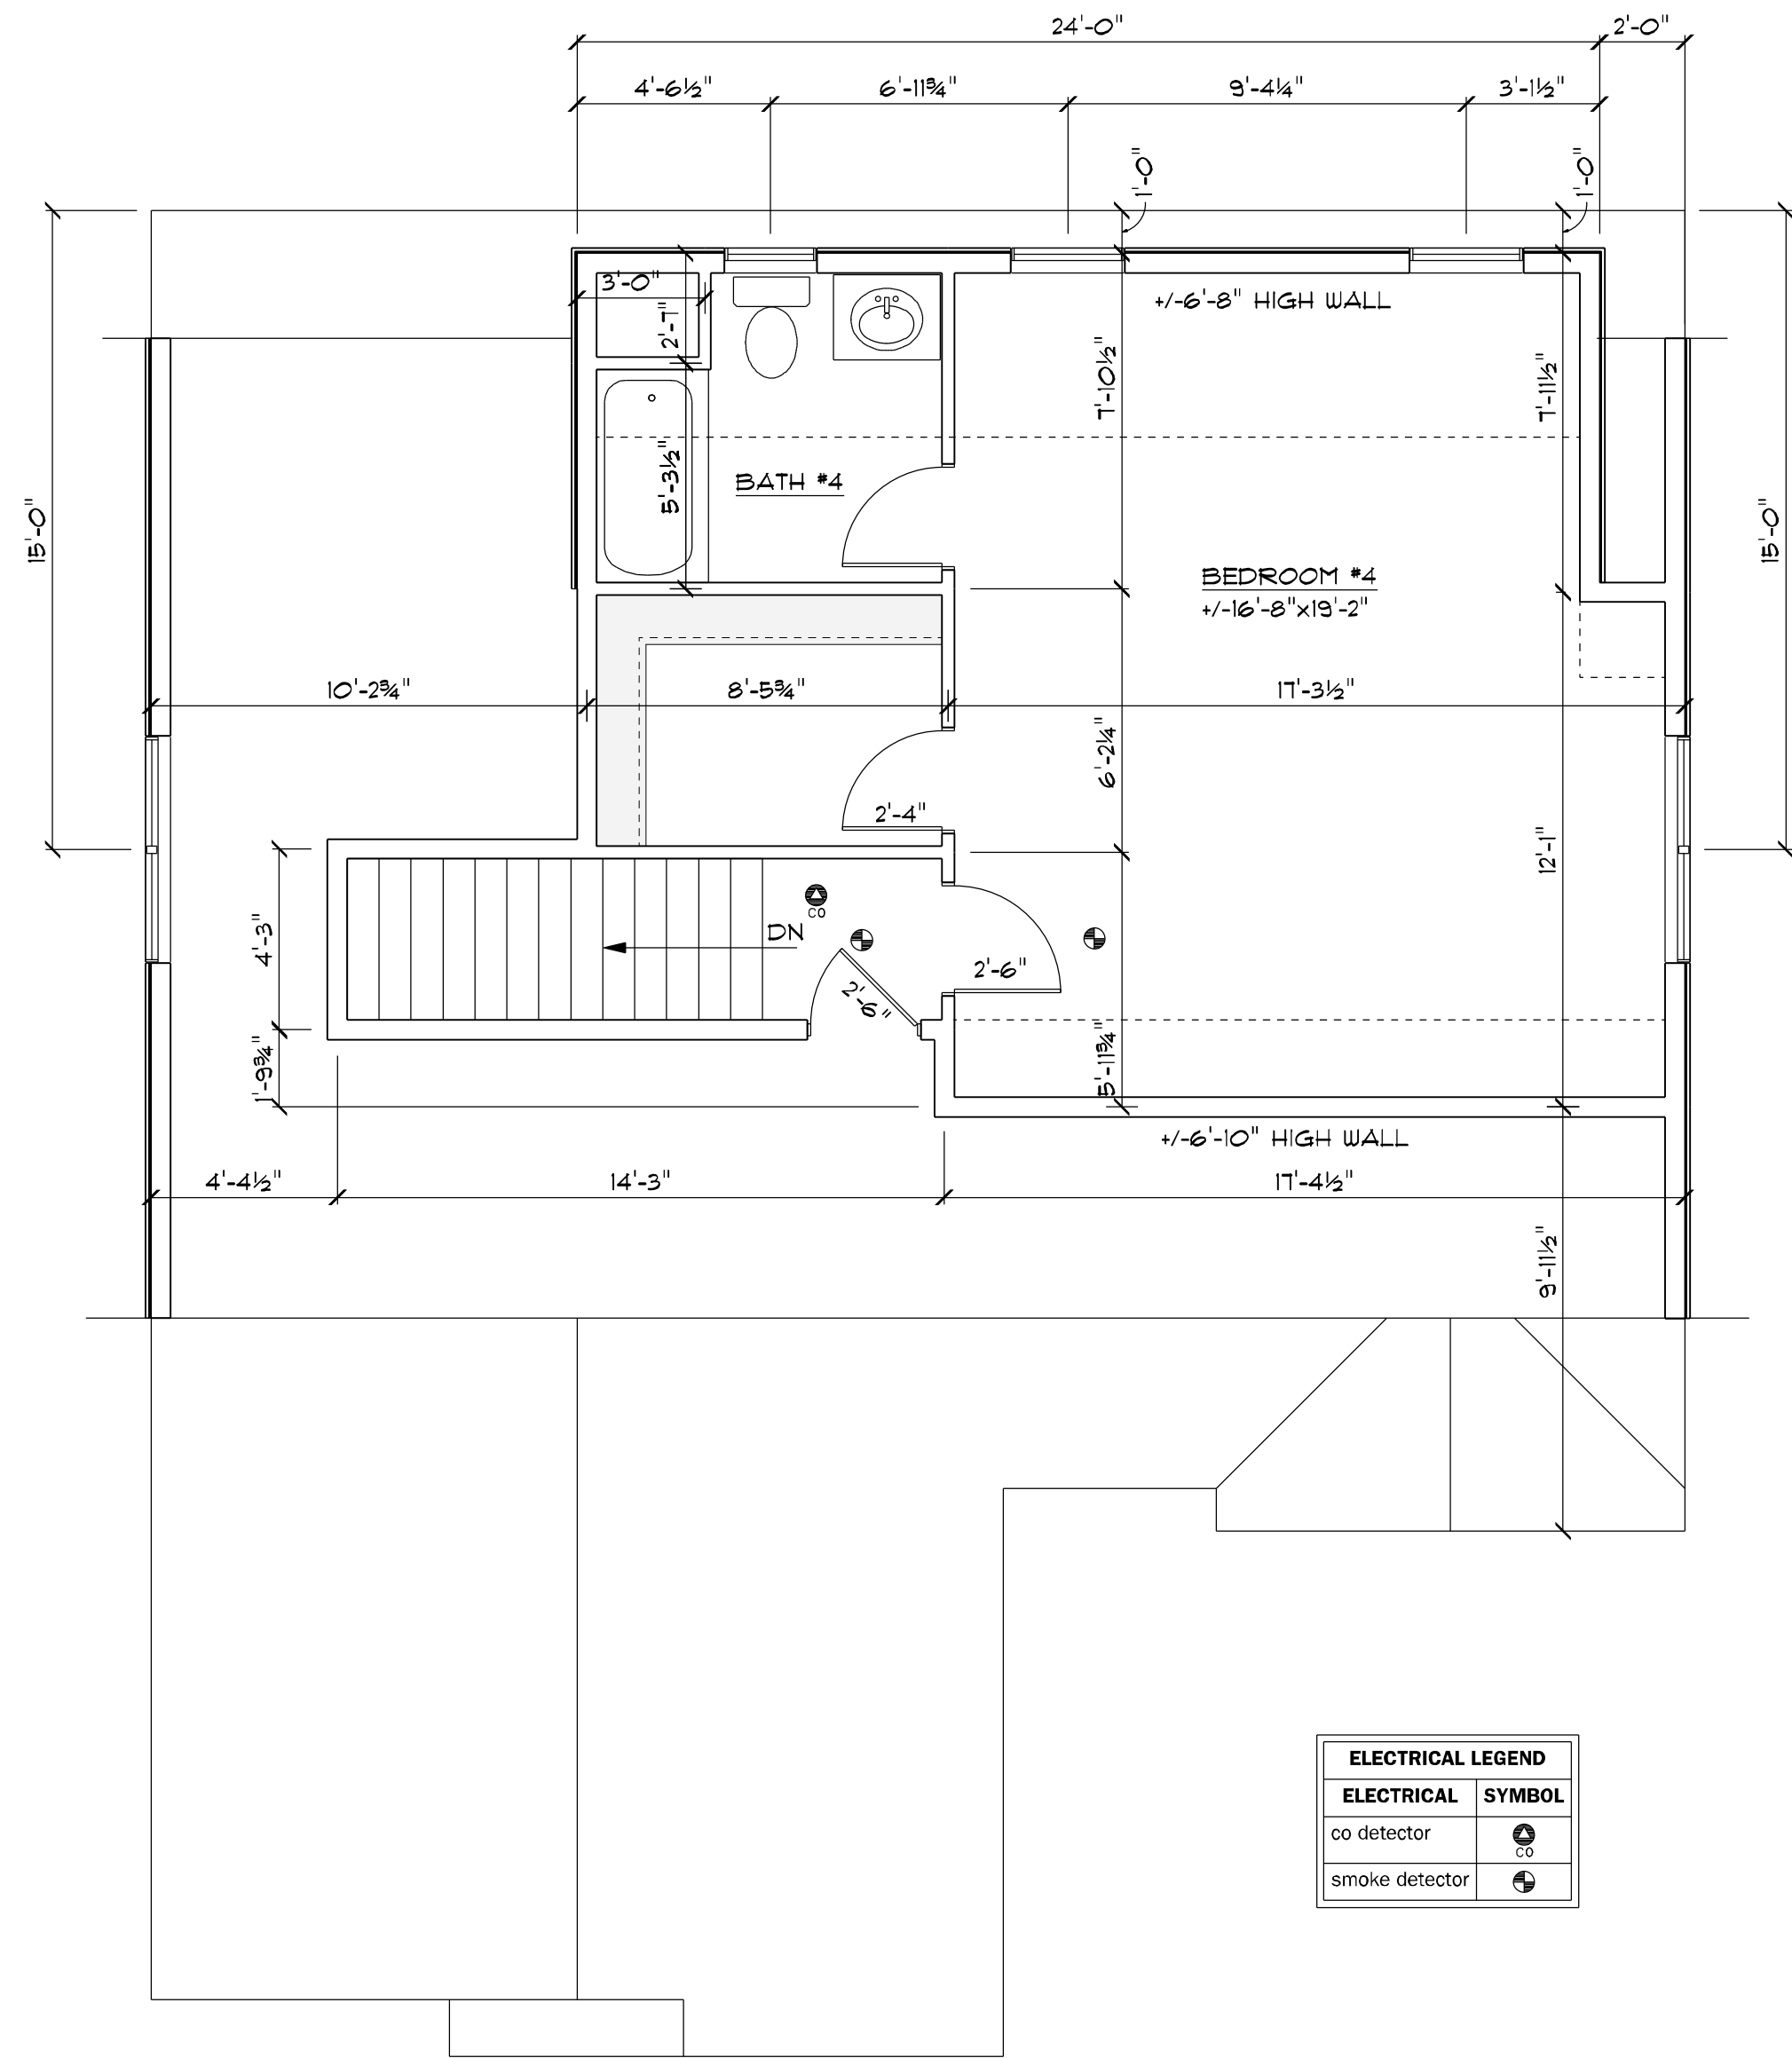 24'-0"
2'-0"
4'-6½"
6'-11¾"
9'-4¼"
3'-1½"
1'-0"
1'-0"
3'-0"
+/-6'-8" HIGH WALL
2'-7"
7'-10½"
7'-11½"
5'-3½"
BATH #4
15'-0"
15'-0"
BEDROOM #4
+/-16'-8"x19'-2"
10'-2¾"
8'-5¾"
17'-3½"
6'-2¼"
2'-4"
12'-1"
CO
DN
4'-3"
2'-6"
2'-6"
1'-9¾"
5'-11¾"
+/-6'-10" HIGH WALL
4'-4½"
14'-3"
17'-4½"
9'-11½"
ELECTRICAL LEGEND
ELECTRICAL SYMBOL
co detector
CO
smoke detector